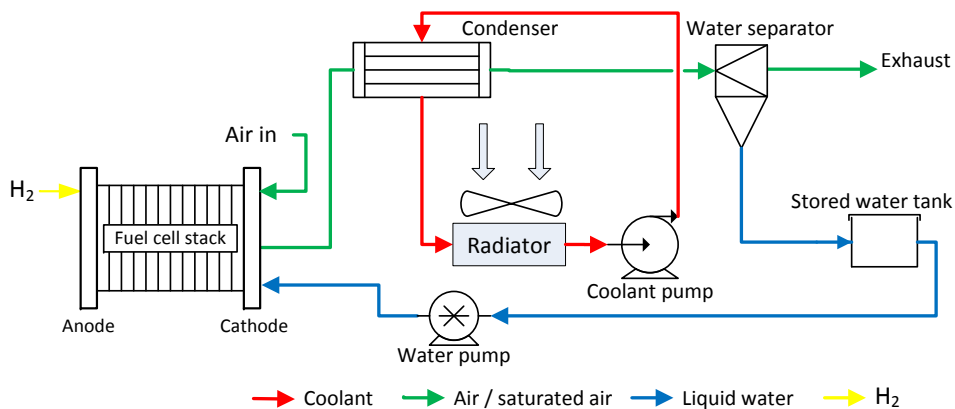 Condenser
Water separator
Exhaust
Air in
H2
Stored water tank
Fuel cell stack
Radiator
Coolant pump
Anode
Cathode
Water pump
Coolant
Air / saturated air
Liquid water
H2